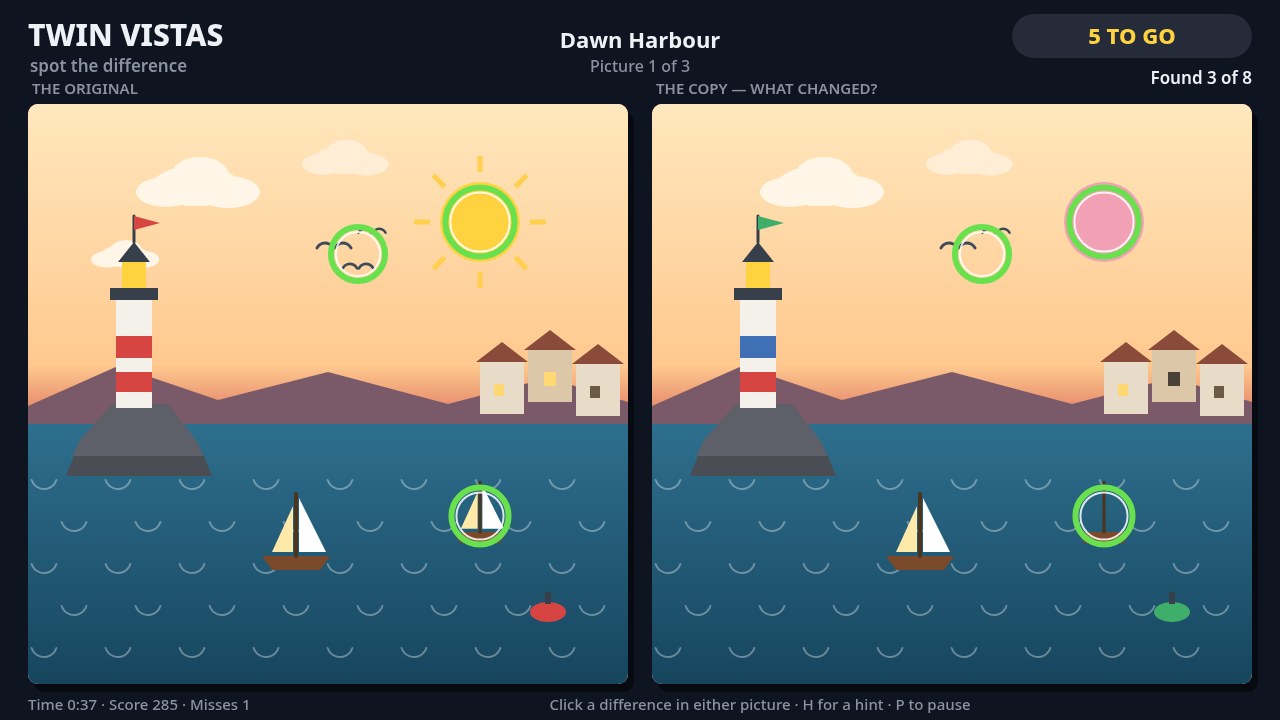 TWIN VISTAS
spot the difference
Dawn Harbour
Picture 1 of 3
5 TO GO
Found 3 of 8
THE ORIGINAL
THE COPY — WHAT CHANGED?
Time 0:37 · Score 285 · Misses 1
Click a difference in either picture · H for a hint · P to pause